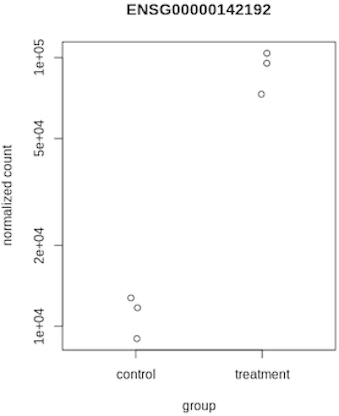 ENSG00000142192
normalized count
1e+05
5e+04
2e+04
1e+04
control treatment
group